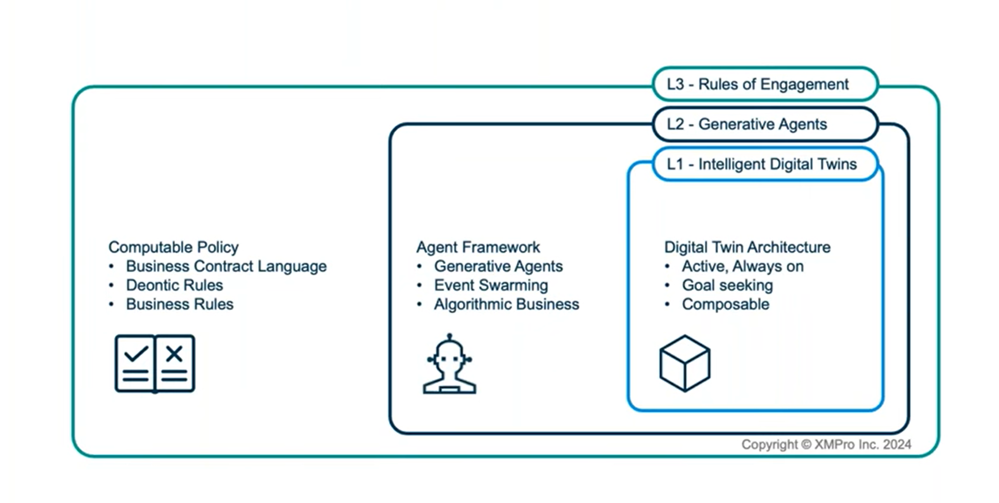 L3 - Rules of Engagement
L2 - Generative Agents
L1 - Intelligent Digital Twins
Computable Policy
• Business Contract Language
• Deontic Rules
• Business Rules
Agent Framework
• Generative Agents
• Event Swarming
• Algorithmic Business
Digital Twin Architecture
• Active, Always on
• Goal seeking
• Composable
Copyright © XMPro Inc. 2024